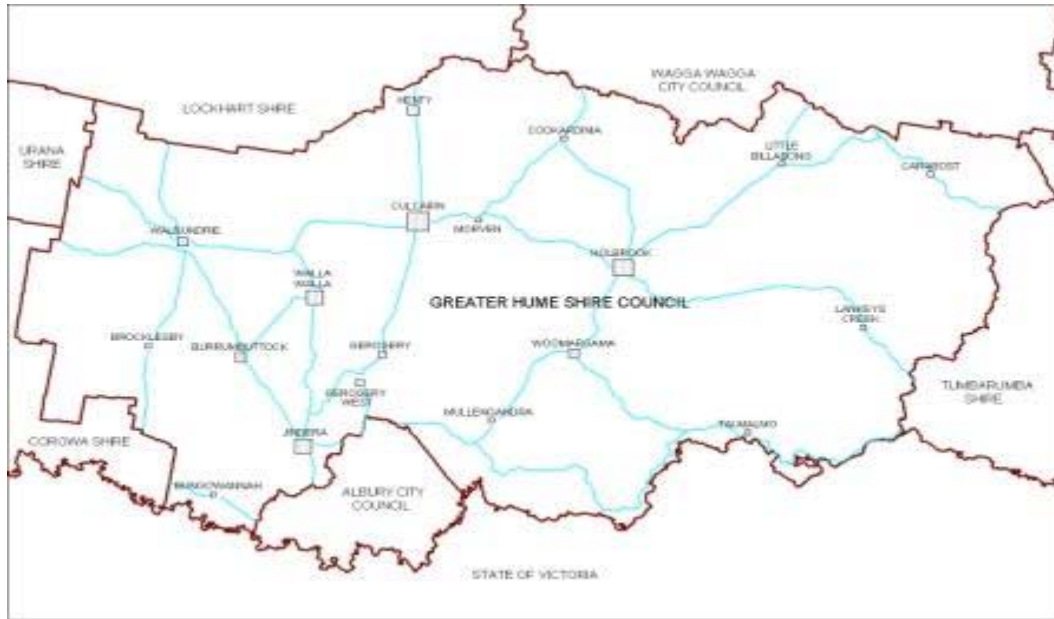 WAGGA WAGGA
CITY COUNCIL
LOCKHART SHIRE
HENTY
COOKARDINIA
URANA
SHIRE
LITTLE
BILLABONG
CARABOST
CULCAIRN
MORVEN
WALBUNDRIE
HOLBROOK
WALLA
WALLA
GREATER HUME SHIRE COUNCIL
LANKEYS
CREEK
BROCKLESBY
BURRUMBUTTOCK
GEROGERY
WOOMARGAMA
GEROGERY
WEST
TUMBARUMBA
SHIRE
MULLENGANDRA
COROWA SHIRE
JINDERA
TALMALMO
BUNGOWANNAH
ALBURY CITY
COUNCIL
STATE OF VICTORIA